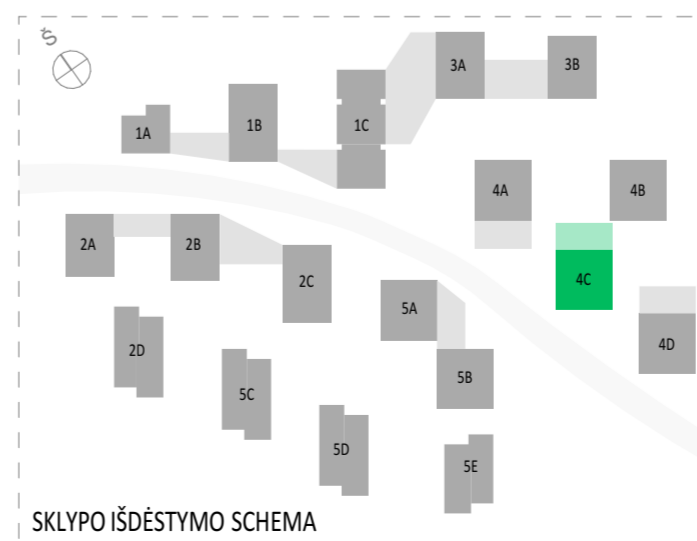 Š
1A
1B
1C
3A
3B
4A
4B
4C
4D
2A
2B
2C
2D
5A
5B
5C
5D
5E
SKLYPO IŠDĖSTYMO SCHEMA